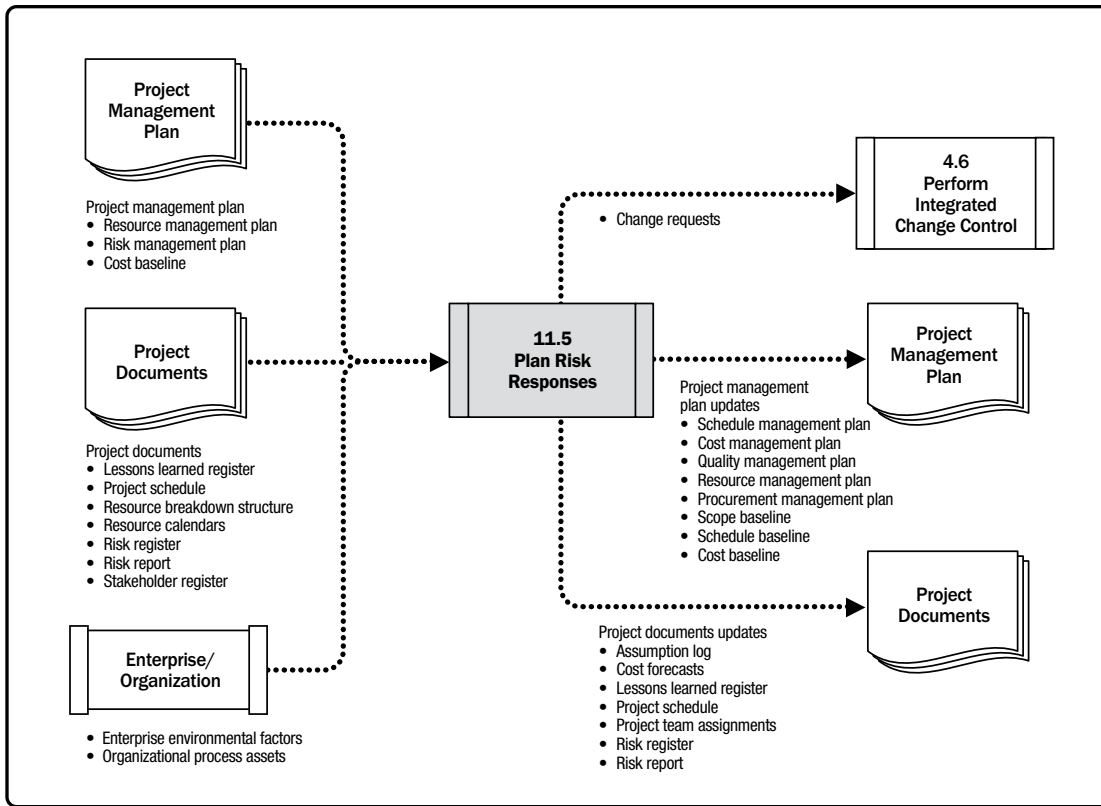 Project
Management
Plan
Project management plan
• Resource management plan
• Risk management plan
• Cost baseline
Project
Documents
Project documents
• Lessons learned register
• Project schedule
• Resource breakdown structure
• Resource calendars
• Risk register
• Risk report
• Stakeholder register
Enterprise/
Organization
• Enterprise environmental factors
• Organizational process assets
11.5
Plan Risk
Responses
• Change requests
4.6
Perform
Integrated
Change Control
Project management
plan updates
• Schedule management plan
• Cost management plan
• Quality management plan
• Resource management plan
• Procurement management plan
• Scope baseline
• Schedule baseline
• Cost baseline
Project
Management
Plan
Project documents updates
• Assumption log
• Cost forecasts
• Lessons learned register
• Project schedule
• Project team assignments
• Risk register
• Risk report
Project
Documents